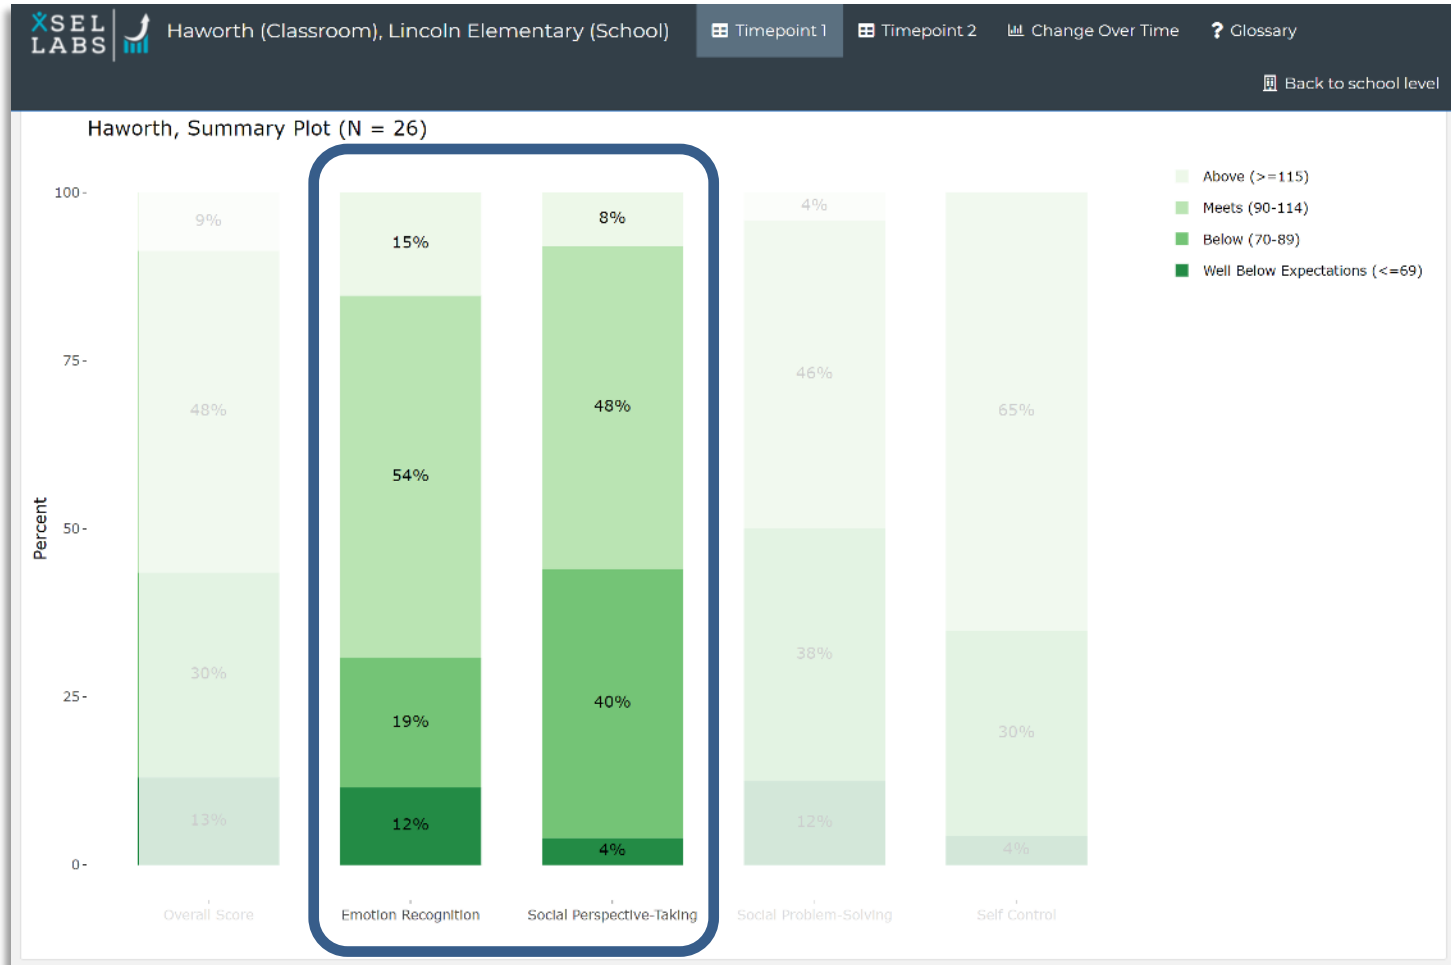 XSEL
LABS
Haworth (Classroom), Lincoln Elementary (School)
Timepoint 1
Timepoint 2
Change Over Time
? Glossary
Back to school level
Haworth, Summary Plot (N = 26)
Above (>=115)
Meets (90-114)
Below (70-89)
Well Below Expectations (<=69)
Percent
100-
75-
50-
25-
0-
9%
48%
30%
13%
15%
54%
19%
12%
8%
48%
40%
4%
4%
46%
38%
12%
65%
30%
4%
Overall Score
Emotion Recognition
Social Perspective-Taking
Social Problem-Solving
Self Control